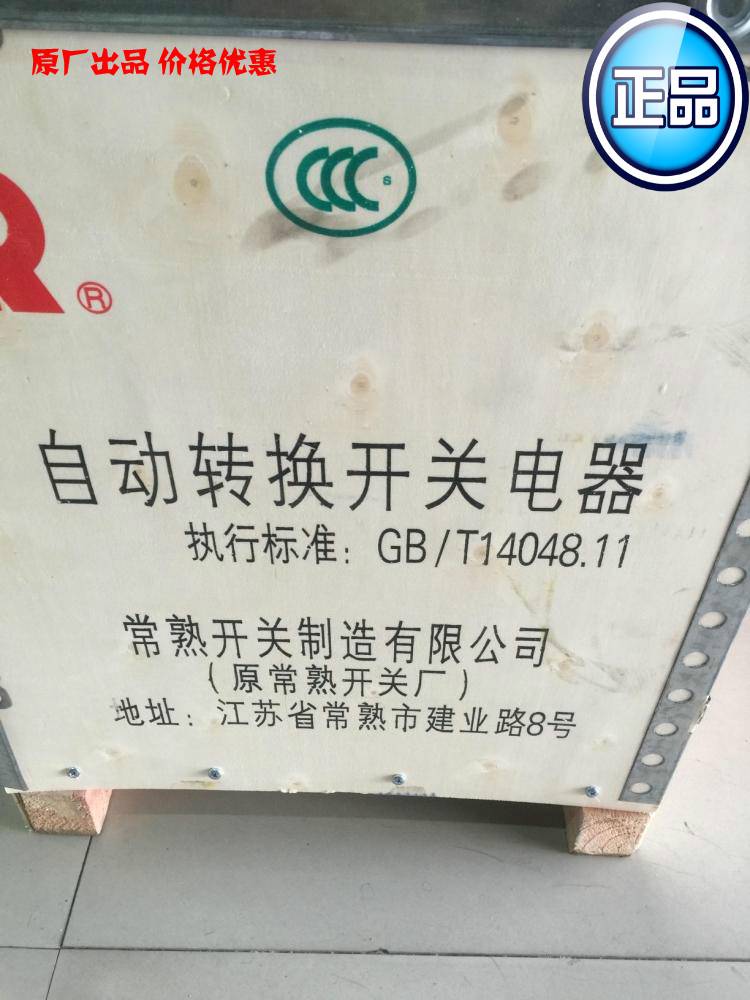 原厂出品 价格优惠
正品
CCC
S
R
®
自动转换开关电器
执行标准：GB/T14048.11
常熟开关制造有限公司
（原常熟开关厂）
地址：江苏省常熟市建业路8号